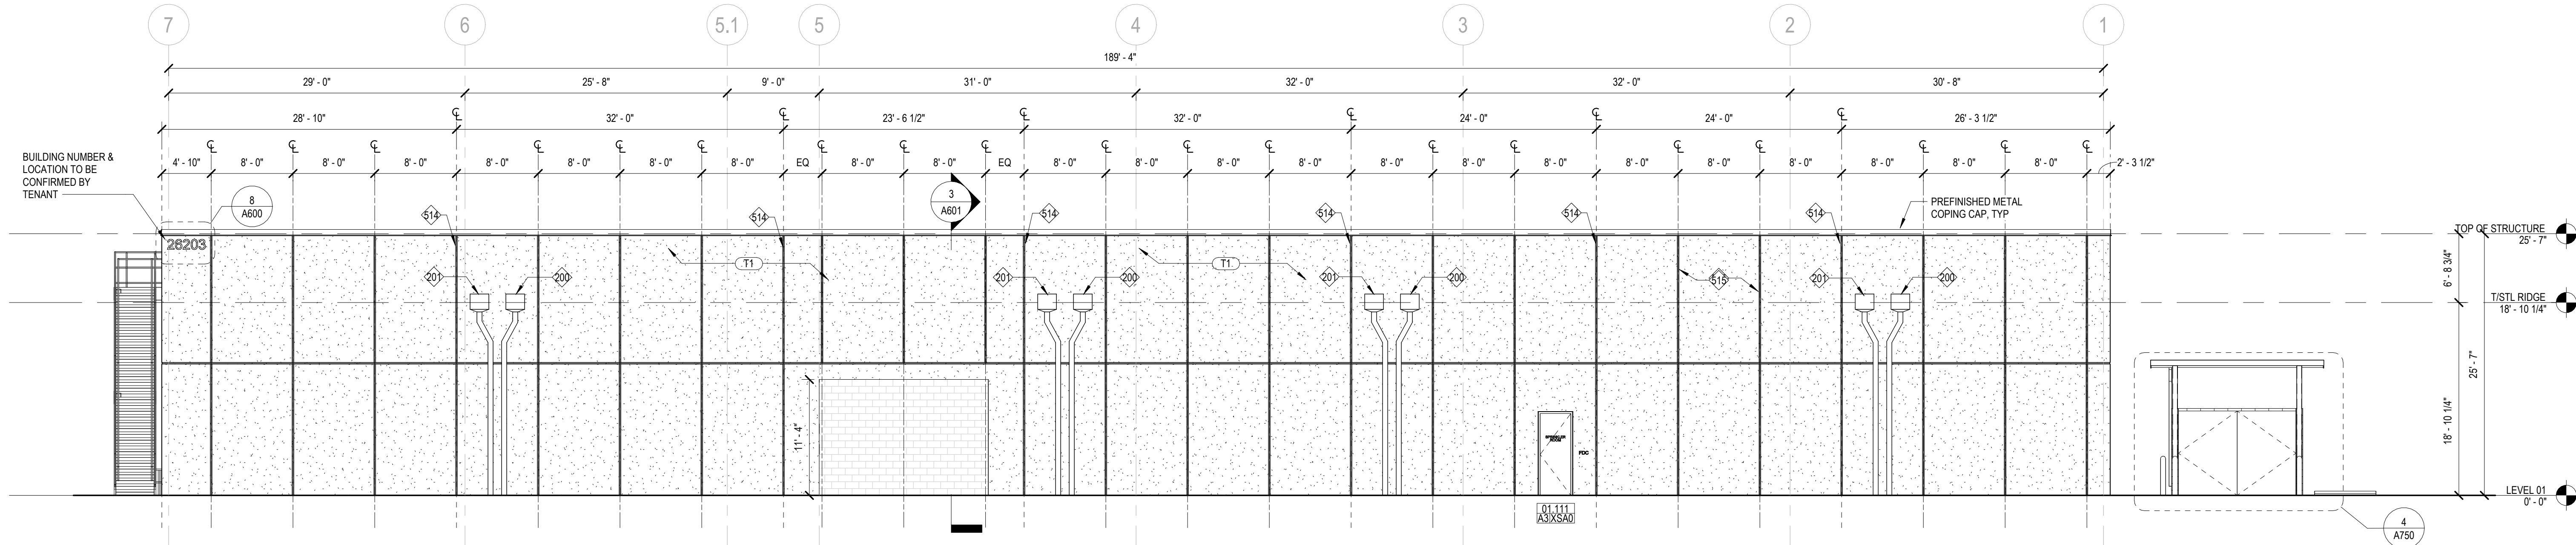 7 6 5.1 5 4 3 2 1
189' - 4"
29' - 0" 25' - 8" 9' - 0" 31' - 0" 32' - 0" 32' - 0" 30' - 8"
28' - 10" 32' - 0" 23' - 6 1/2" 32' - 0" 24' - 0" 24' - 0" 26' - 3 1/2"
4' - 10" 8' - 0" 8' - 0" 8' - 0" 8' - 0" 8' - 0" 8' - 0" 8' - 0" EQ 8' - 0" 8' - 0" EQ 8' - 0" 8' - 0" 8' - 0" 8' - 0" 8' - 0" 8' - 0" 8' - 0" 8' - 0" 8' - 0" 8' - 0" 8' - 0" 8' - 0" 8' - 0" 2' - 3 1/2"
BUILDING NUMBER &
LOCATION TO BE
CONFIRMED BY
TENANT
8
A600
3
A601
514 514 514 514 514 514
PREFINISHED METAL
COPING CAP, TYP
26203
T1 T1
201 200 201 200 201 200 515 201 200
TOP OF STRUCTURE
25' - 7"
6' - 8 3/4"
T/STL RIDGE
18' - 10 1/4"
25' - 7"
18' - 10 1/4"
11' - 4"
SPRINKLER
ROOM
FDC
01.111
A3 XSA0
LEVEL 01
0' - 0"
4
A750